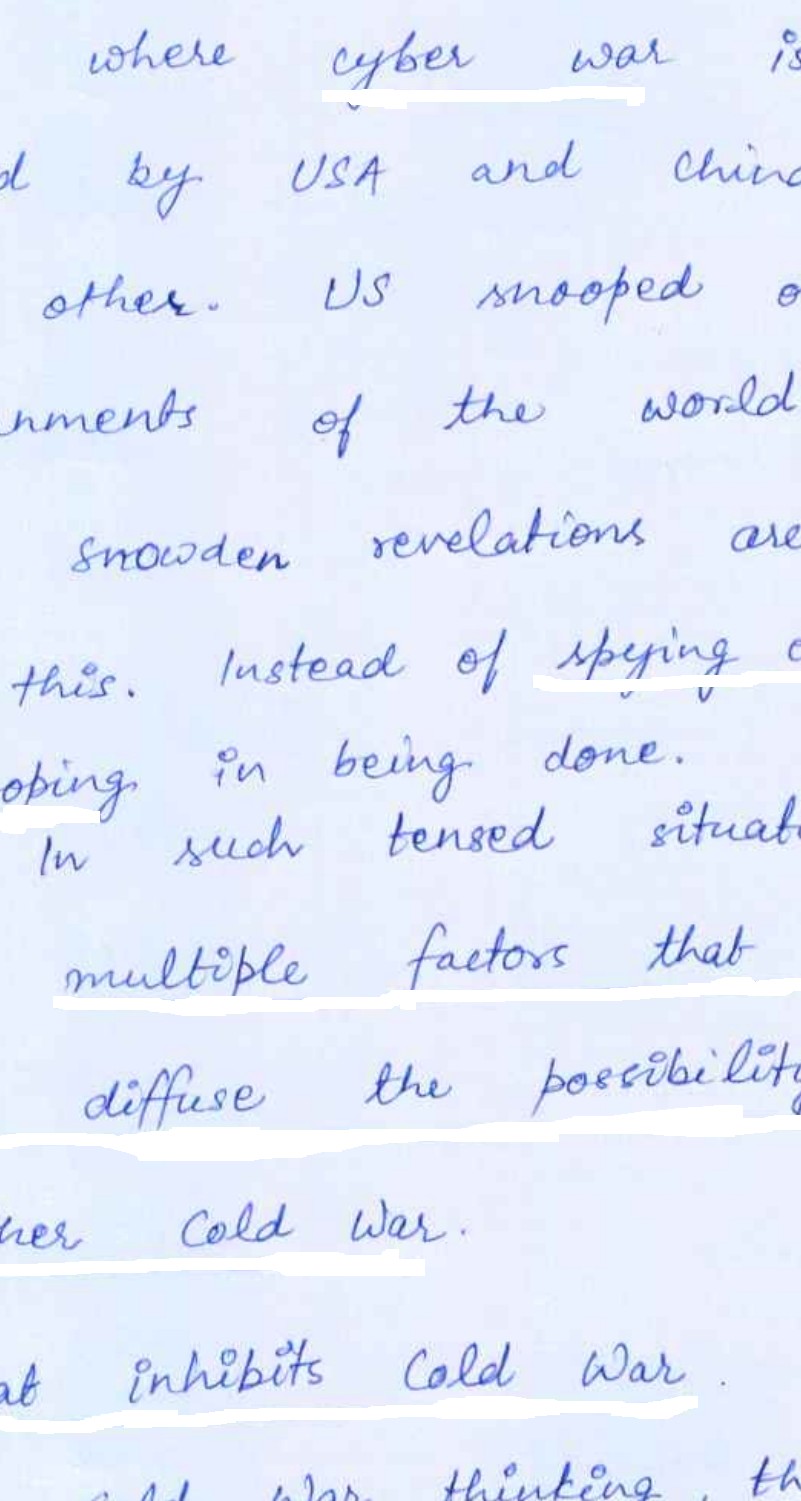 where cyber war is
d by USA and China
other. US snooped o
nments of the world
Snowden revelations are
this. Instead of spying o
oping in being done.
In such tensed situati
multiple factors that
diffuse the possibility
her Cold War.
at inhibits Cold War.
cold war thinking, th